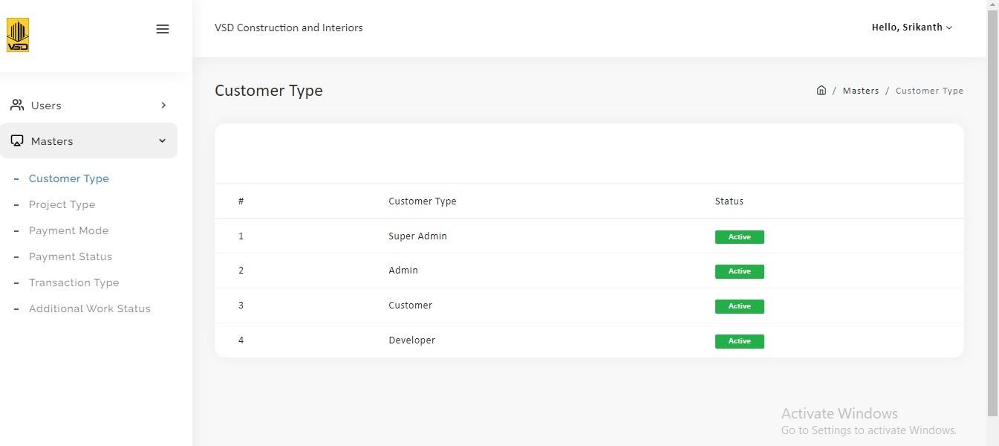 VSD
VSD Construction and Interiors
Hello, Srikanth
Users
Masters
- Customer Type
- Project Type
- Payment Mode
- Payment Status
- Transaction Type
- Additional Work Status
Customer Type
/ Masters / Customer Type
# Customer Type Status
1 Super Admin Active
2 Admin Active
3 Customer Active
4 Developer Active
Activate Windows
Go to Settings to activate Windows.